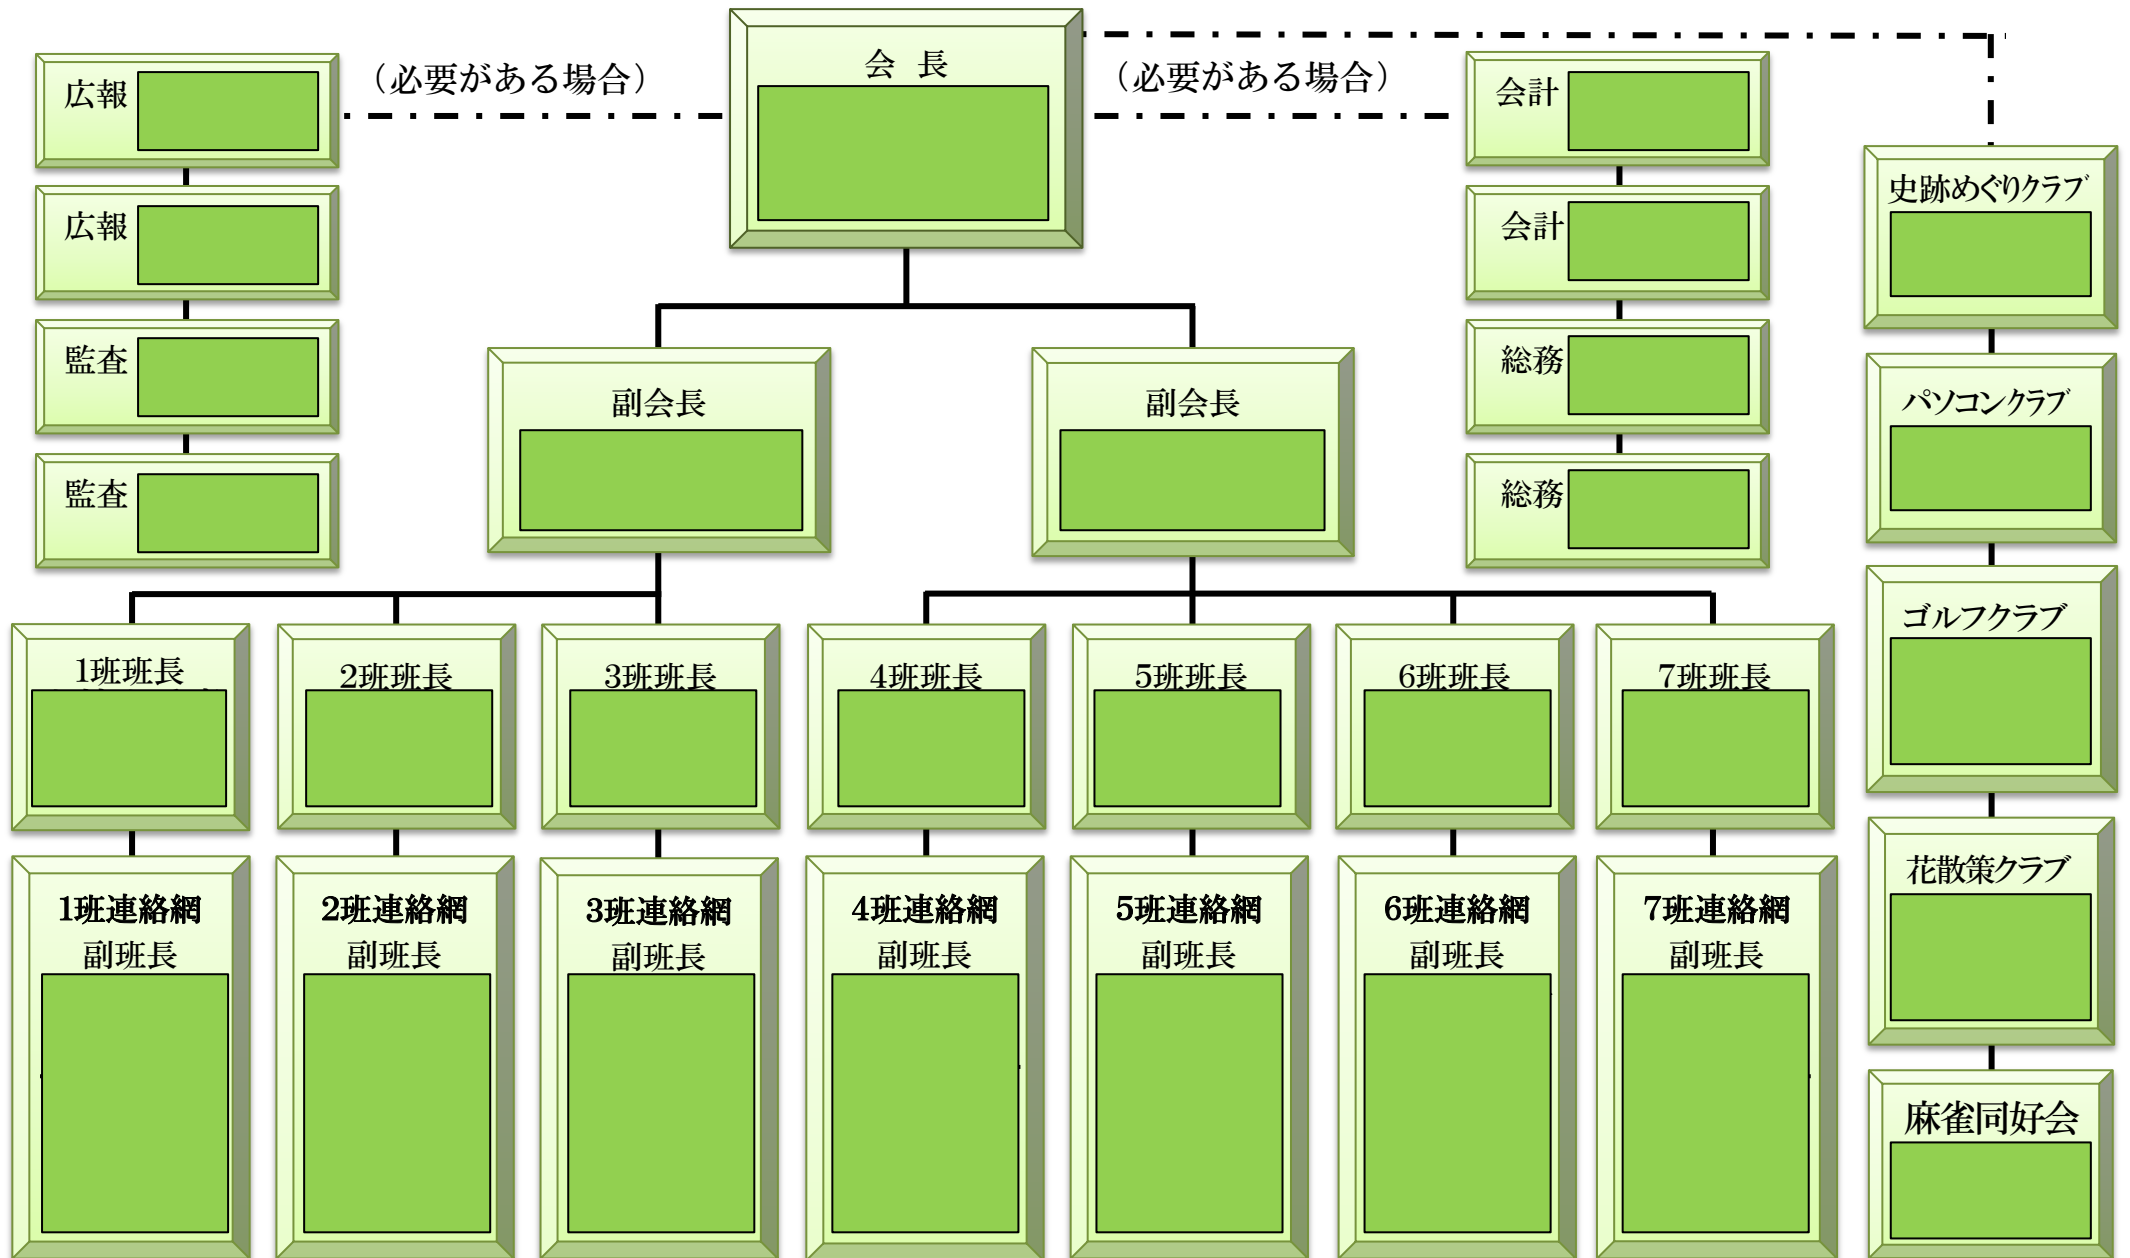 会 長
広報
(必要がある場合)
(必要がある場合)
会計
史跡めぐりクラブ
広報
会計
監査
総務
副会長
副会長
パソコンクラブ
監査
総務
ゴルフクラブ
1班班長
2班班長
3班班長
4班班長
5班班長
6班班長
7班班長
花散策クラブ
1班連絡網
副班長
2班連絡網
副班長
3班連絡網
副班長
4班連絡網
副班長
5班連絡網
副班長
6班連絡網
副班長
7班連絡網
副班長
麻雀同好会